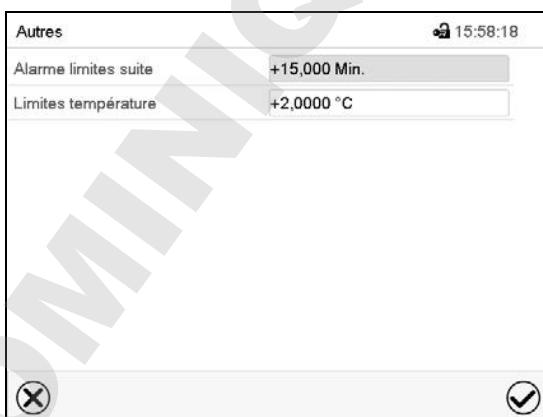 Autres 15:58:18
Alarme limites suite +15,000 Min.
Limites température +2,0000 °C